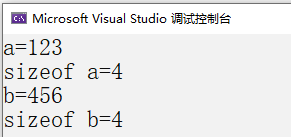 Microsoft Visual Studio 调试控制台
a=123
sizeof a=4
b=456
sizeof b=4